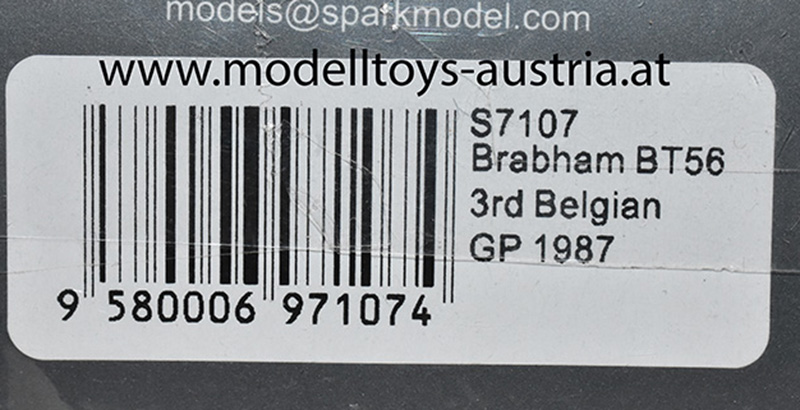 models@sparkmodel.com
www.modelltoys-austria.at
S7107
Brabham BT56
3rd Belgian
GP 1987
9 580006 971074